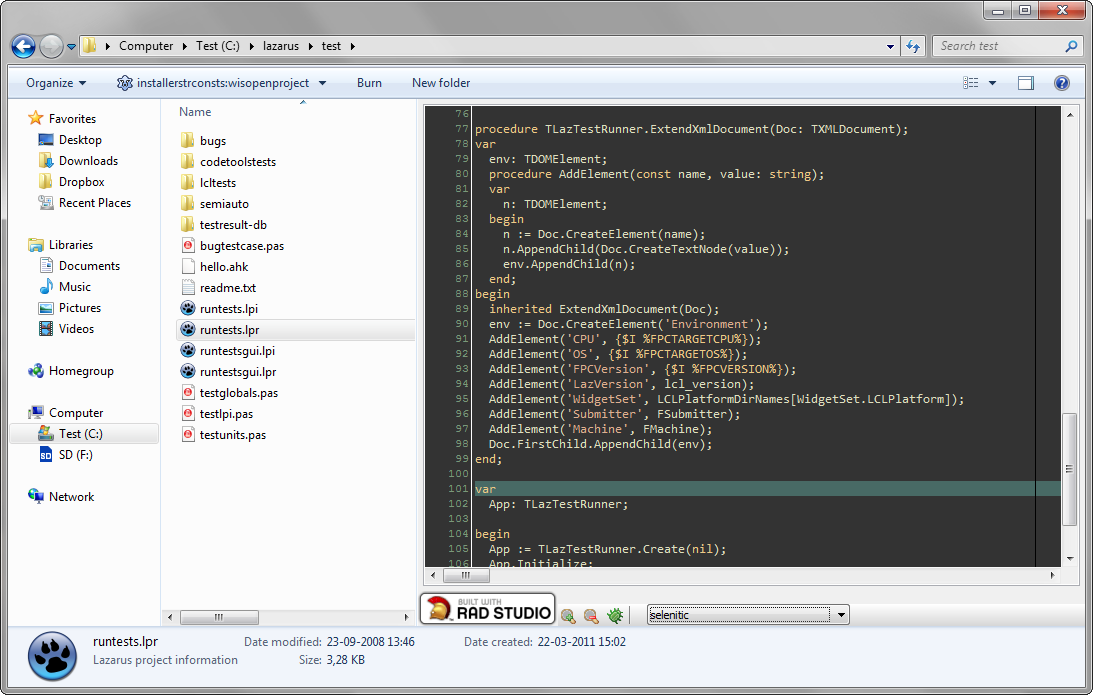 Computer ▸ Test (C:) ▸ lazarus ▸ test ▸
Search test
Organize
installerstrconsts:wisopenproject
Burn
New folder
Favorites
Desktop
Downloads
Dropbox
Recent Places
Libraries
Documents
Music
Pictures
Videos
Homegroup
Computer
Test (C:)
SD (F:)
Network
Name
bugs
codetoolstests
lcltests
semiauto
testresult-db
bugtestcase.pas
hello.ahk
readme.txt
runtests.lpi
runtests.lpr
runtestsgui.lpi
runtestsgui.lpr
testglobals.pas
testlpi.pas
testunits.pas
76
77 procedure TLazTestRunner.ExtendXmlDocument(Doc: TXMLDocument);
78 var
79   env: TDOMElement;
80   procedure AddElement(const name, value: string);
81   var
82     n: TDOMElement;
83   begin
84     n := Doc.CreateElement(name);
85     n.AppendChild(Doc.CreateTextNode(value));
86     env.AppendChild(n);
87   end;
88 begin
89   inherited ExtendXmlDocument(Doc);
90   env := Doc.CreateElement('Environment');
91   AddElement('CPU', {$I %FPCTARGETCPU%});
92   AddElement('OS', {$I %FPCTARGETOS%});
93   AddElement('FPCVersion', {$I %FPCVERSION%});
94   AddElement('LazVersion', lcl_version);
95   AddElement('WidgetSet', LCLPlatformDirNames[WidgetSet.LCLPlatform]);
96   AddElement('Submitter', FSubmitter);
97   AddElement('Machine', FMachine);
98   Doc.FirstChild.AppendChild(env);
99 end;
100
101 var
102   App: TLazTestRunner;
103
104 begin
105   App := TLazTestRunner.Create(nil);
106   App.Initialize;
BUILT WITH
RAD STUDIO
selenitic
runtests.lpr
Lazarus project information
Date modified: 23-09-2008 13:46
Size: 3,28 KB
Date created: 22-03-2011 15:02